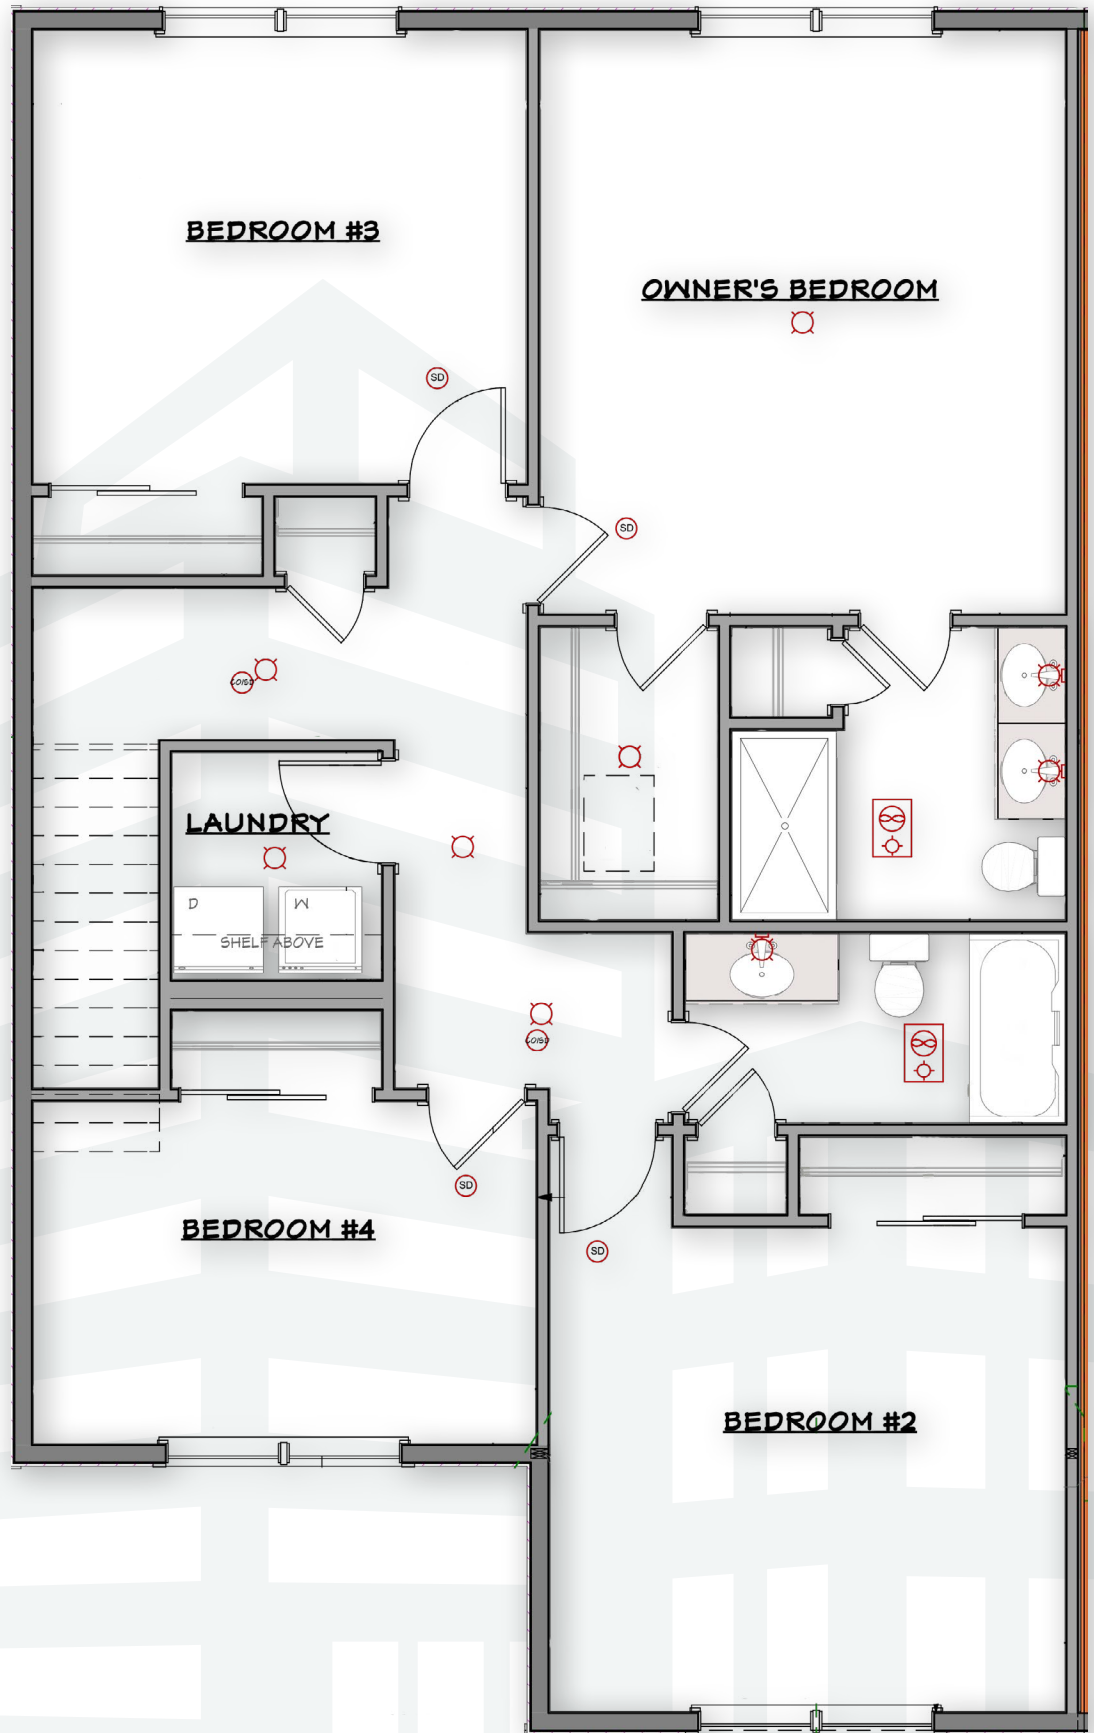 BEDROOM #3
OWNER'S BEDROOM
SD
SD
CO/SD
LAUNDRY
D
W
SHELF ABOVE
CO/SD
SD
BEDROOM #4
SD
BEDROOM #2